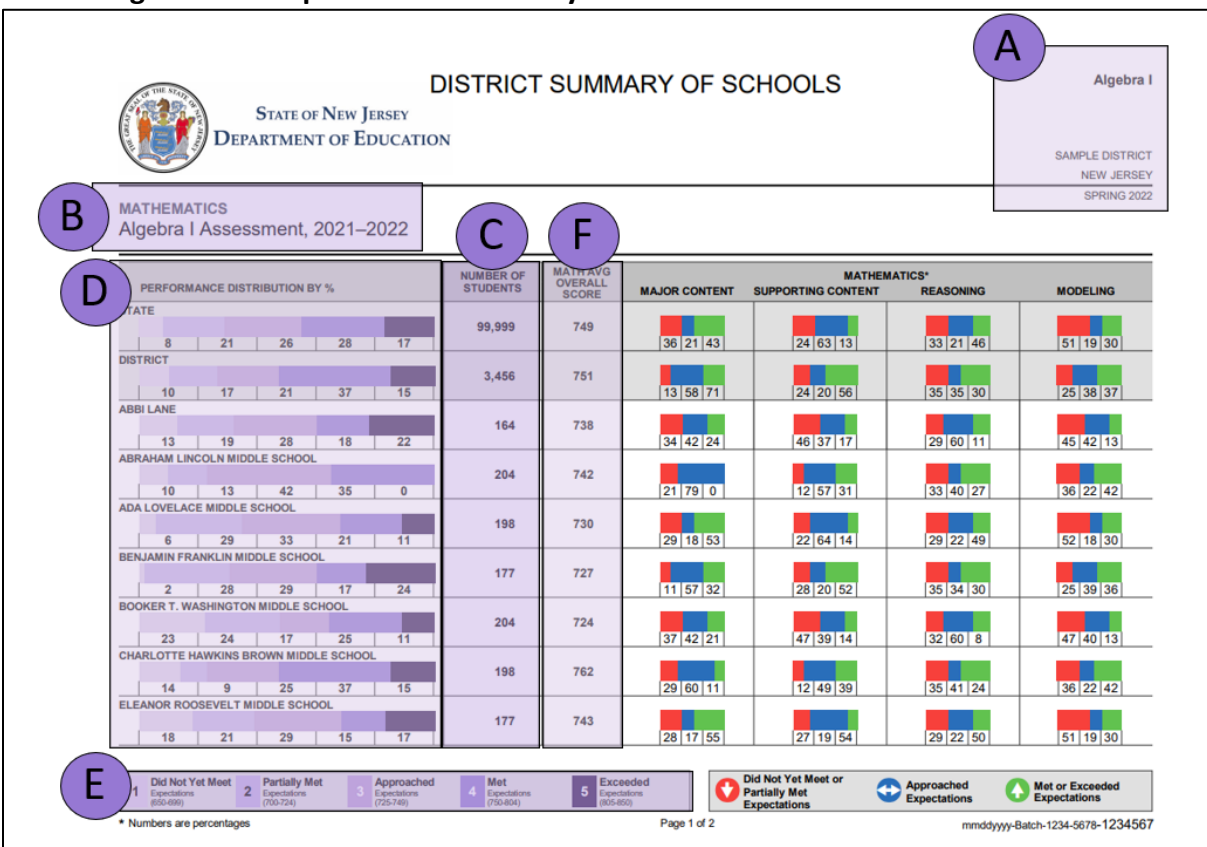 A
DISTRICT SUMMARY OF SCHOOLS
Algebra I
STATE OF NEW JERSEY
DEPARTMENT OF EDUCATION
SAMPLE DISTRICT
NEW JERSEY
SPRING 2022
B
MATHEMATICS
Algebra I Assessment, 2021–2022
C F
D
PERFORMANCE DISTRIBUTION BY %
NUMBER OF STUDENTS
MATH AVG OVERALL SCORE
MATHEMATICS*
MAJOR CONTENT SUPPORTING CONTENT REASONING MODELING
STATE
99,999 749
8 21 26 28 17 36 21 43 24 63 13 33 21 46 51 19 30
DISTRICT
3,456 751
10 17 21 37 15 13 58 71 24 20 56 35 35 30 25 38 37
ABBI LANE
164 738
13 19 28 18 22 34 42 24 46 37 17 29 60 11 45 42 13
ABRAHAM LINCOLN MIDDLE SCHOOL
204 742
10 13 42 35 0 21 79 0 12 57 31 33 40 27 36 22 42
ADA LOVELACE MIDDLE SCHOOL
198 730
6 29 33 21 11 29 18 53 22 64 14 29 22 49 52 18 30
BENJAMIN FRANKLIN MIDDLE SCHOOL
177 727
2 28 29 17 24 11 57 32 28 20 52 35 34 30 25 39 36
BOOKER T. WASHINGTON MIDDLE SCHOOL
204 724
23 24 17 25 11 37 42 21 47 39 14 32 60 8 47 40 13
CHARLOTTE HAWKINS BROWN MIDDLE SCHOOL
198 762
14 9 25 37 15 29 60 11 12 49 39 35 41 24 36 22 42
ELEANOR ROOSEVELT MIDDLE SCHOOL
177 743
18 21 29 15 17 28 17 55 27 19 54 29 22 50 51 19 30
E
1 Did Not Yet Meet Expectations (650-699)
2 Partially Met Expectations (700-724)
3 Approached Expectations (725-749)
4 Met Expectations (750-804)
5 Exceeded Expectations (805-850)
Did Not Yet Meet or Partially Met Expectations
Approached Expectations
Met or Exceeded Expectations
* Numbers are percentages
Page 1 of 2
mmddyyyy-Batch-1234-5678-1234567